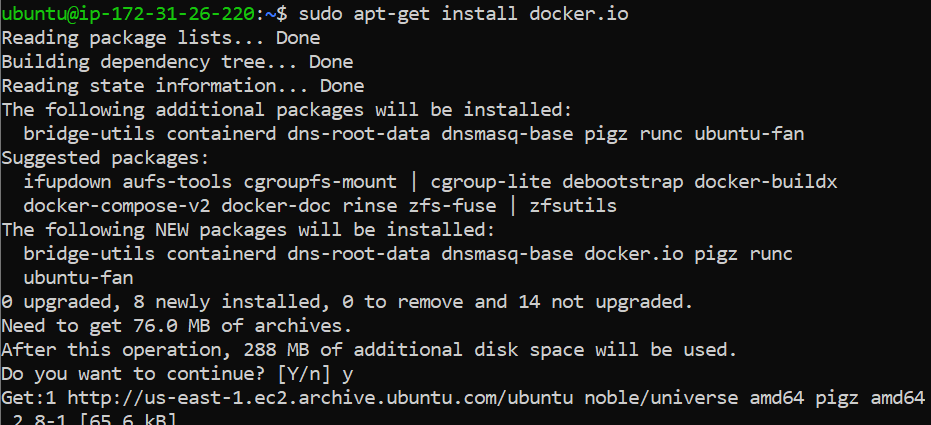 ubuntu@ip-172-31-26-220:~$ sudo apt-get install docker.io
Reading package lists... Done
Building dependency tree... Done
Reading state information... Done
The following additional packages will be installed:
  bridge-utils containerd dns-root-data dnsmasq-base pigz runc ubuntu-fan
Suggested packages:
  ifupdown aufs-tools cgroupfs-mount | cgroup-lite debootstrap docker-buildx
  docker-compose-v2 docker-doc rinse zfs-fuse | zfsutils
The following NEW packages will be installed:
  bridge-utils containerd dns-root-data dnsmasq-base docker.io pigz runc
  ubuntu-fan
0 upgraded, 8 newly installed, 0 to remove and 14 not upgraded.
Need to get 76.0 MB of archives.
After this operation, 288 MB of additional disk space will be used.
Do you want to continue? [Y/n] y
Get:1 http://us-east-1.ec2.archive.ubuntu.com/ubuntu noble/universe amd64 pigz amd64
 2.8-1 [65.6 kB]